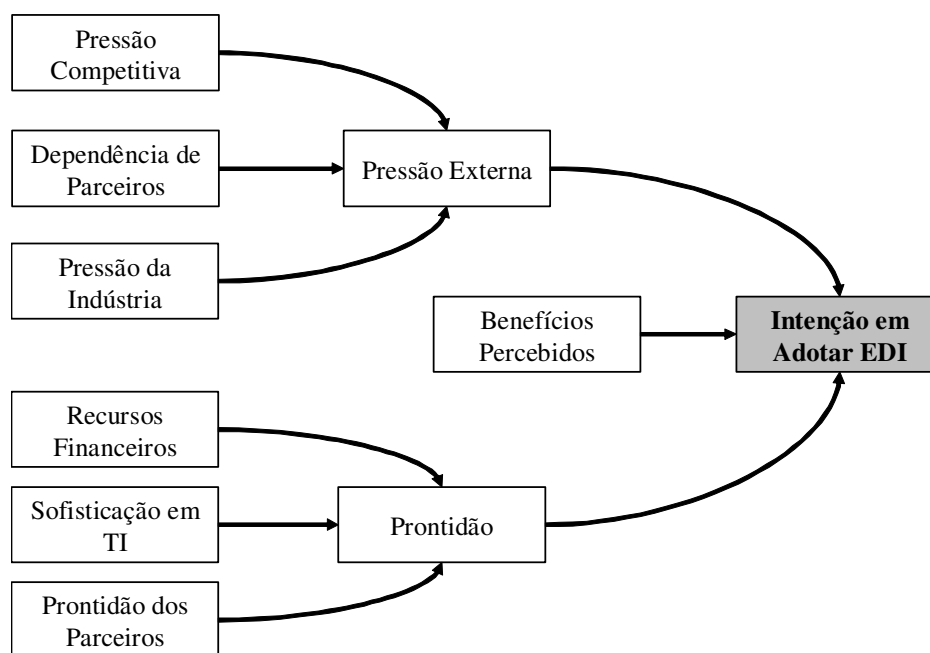 Pressão
Competitiva
Dependência de
Parceiros
Pressão Externa
Pressão da
Indústria
Benefícios
Percebidos
Intenção em
Adotar EDI
Recursos
Financeiros
Sofisticação em
TI
Prontidão
Prontidão dos
Parceiros